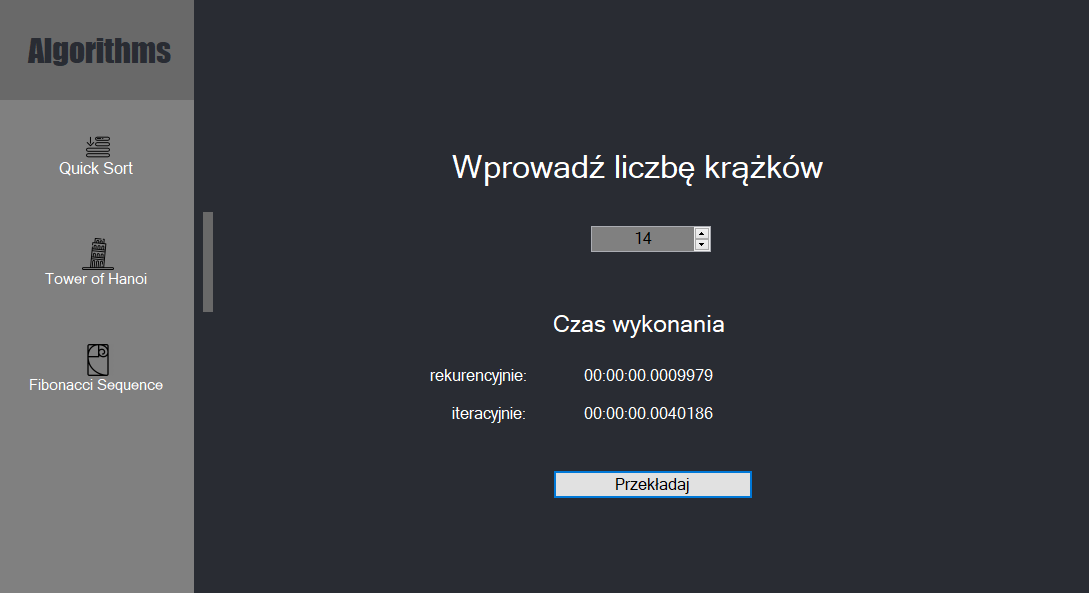 Algorithms
Quick Sort
Tower of Hanoi
Fibonacci Sequence
Wprowadź liczbę krążków
14
Czas wykonania
rekurencyjnie: 00:00:00.0009979
iteracyjnie: 00:00:00.0040186
Przekładaj